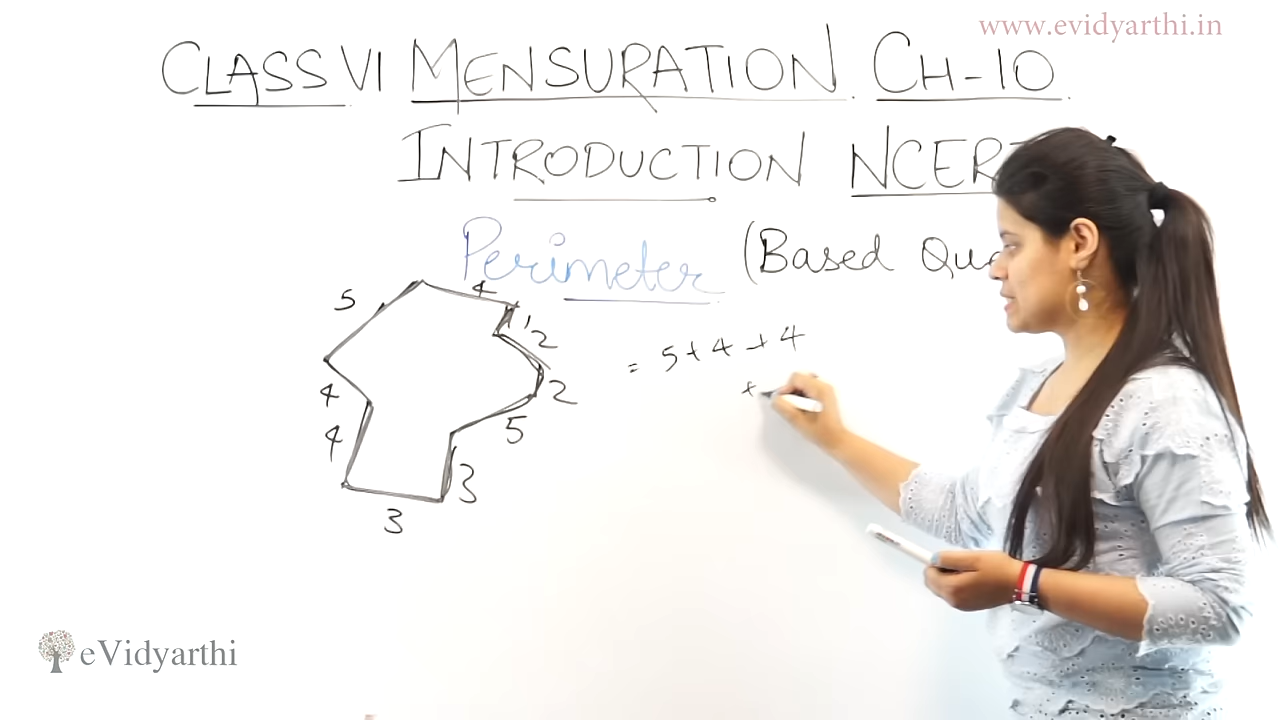 www.evidyarthi.in
CLASS VI MENSURATION CH-10
INTRODUCTION NCER
Perimeter (Based Que
5
4
1
2
2
5
3
3
4
4
= 5+4+4
+
eVidyarthi